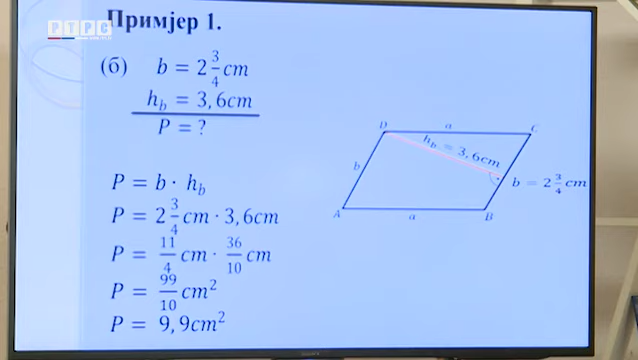 РТРС
Примјер 1.
(б) b = 2 3/4 cm
h_b = 3,6cm
P = ?
P = b · h_b
P = 2 3/4 cm · 3,6cm
P = 11/4 cm · 36/10 cm
P = 99/10 cm²
P = 9,9cm²
D a C
h_b = 3,6cm
b
b = 2 3/4 cm
A a B